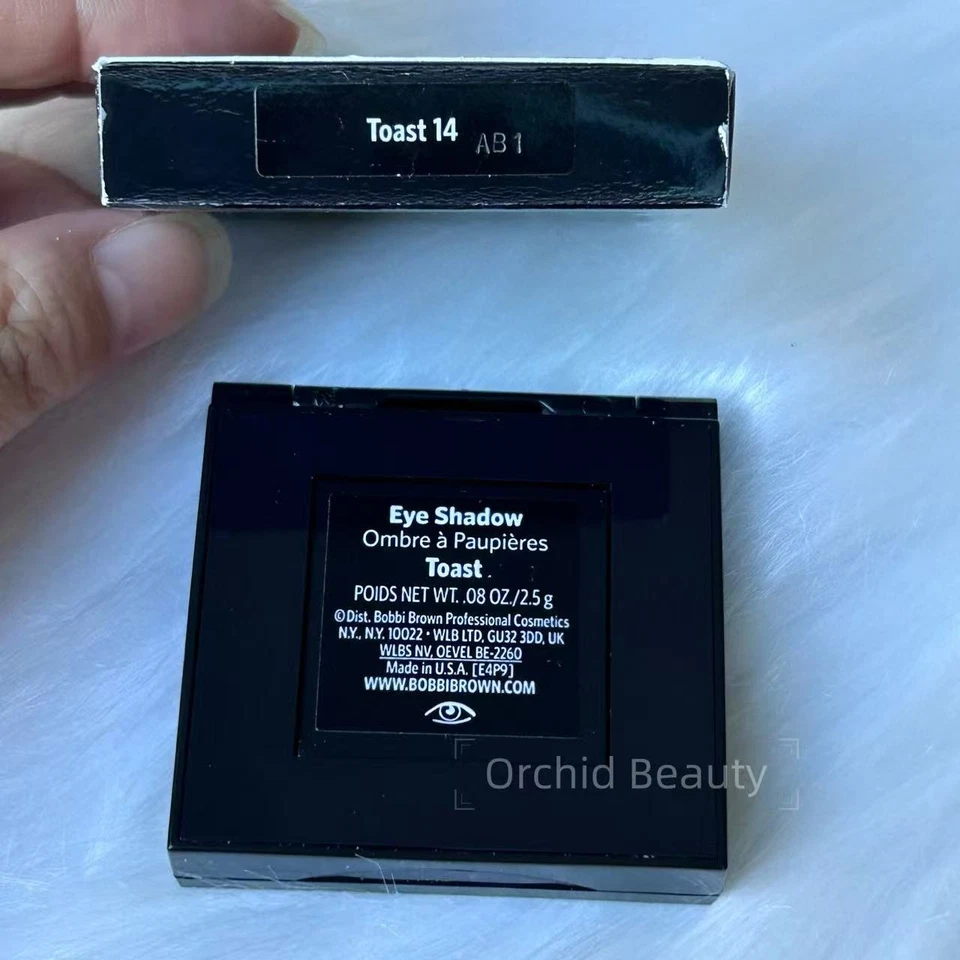 Toast 14 AB1
Eye Shadow
Ombre à Paupières
Toast
POIDS NET WT. .08 OZ./2.5 g
©Dist. Bobbi Brown Professional Cosmetics
N.Y., N.Y. 10022 • WLB LTD, GU32 3DD, UK
WLBS NV, OEVEL BE-2260
Made in U.S.A. [E4P9]
WWW.BOBBIBROWN.COM
Orchid Beauty